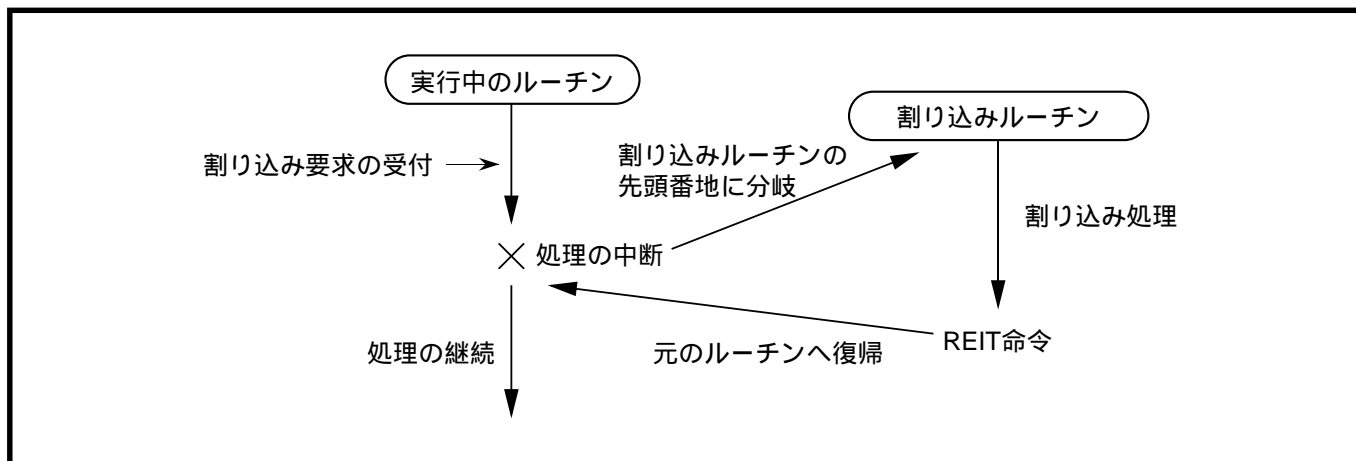 実行中のルーチン
割り込みルーチン
割り込み要求の受付
割り込みルーチンの
先頭番地に分岐
割り込み処理
処理の中断
処理の継続
元のルーチンへ復帰
REIT命令